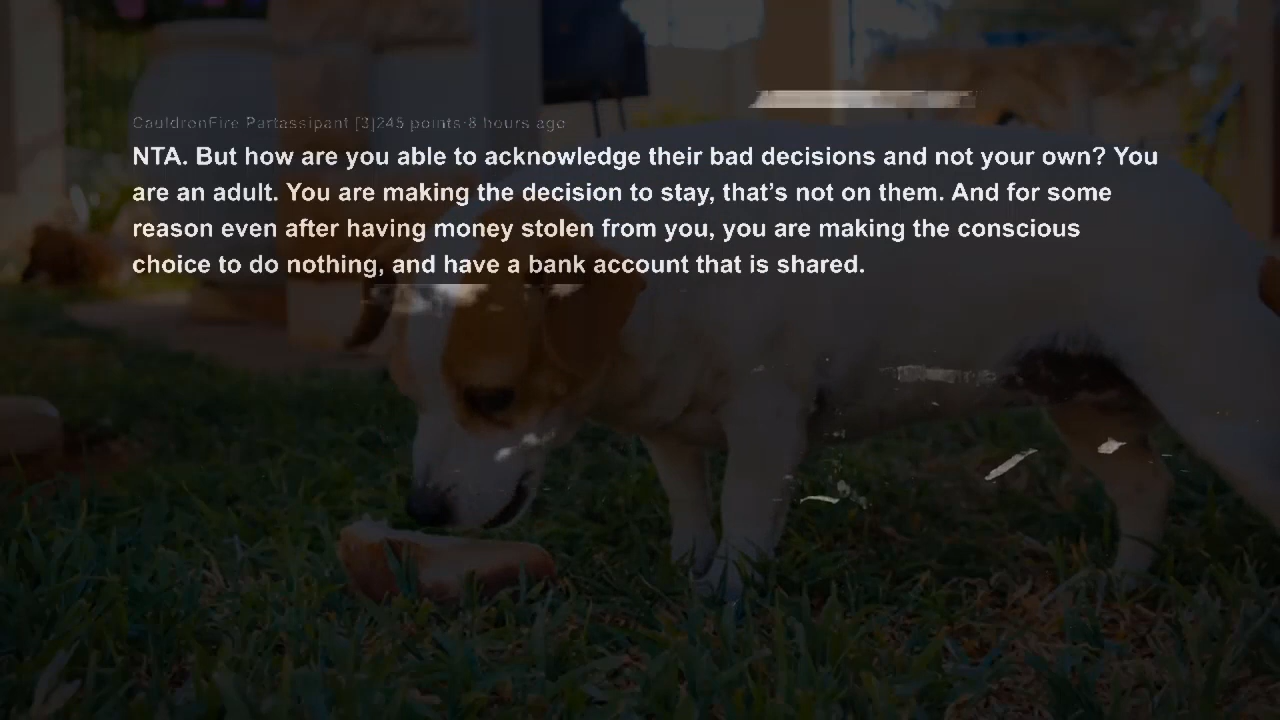 CauldronFire Partassipant [3]245 points·8 hours ago
NTA. But how are you able to acknowledge their bad decisions and not your own? You
are an adult. You are making the decision to stay, that’s not on them. And for some
reason even after having money stolen from you, you are making the conscious
choice to do nothing, and have a bank account that is shared.